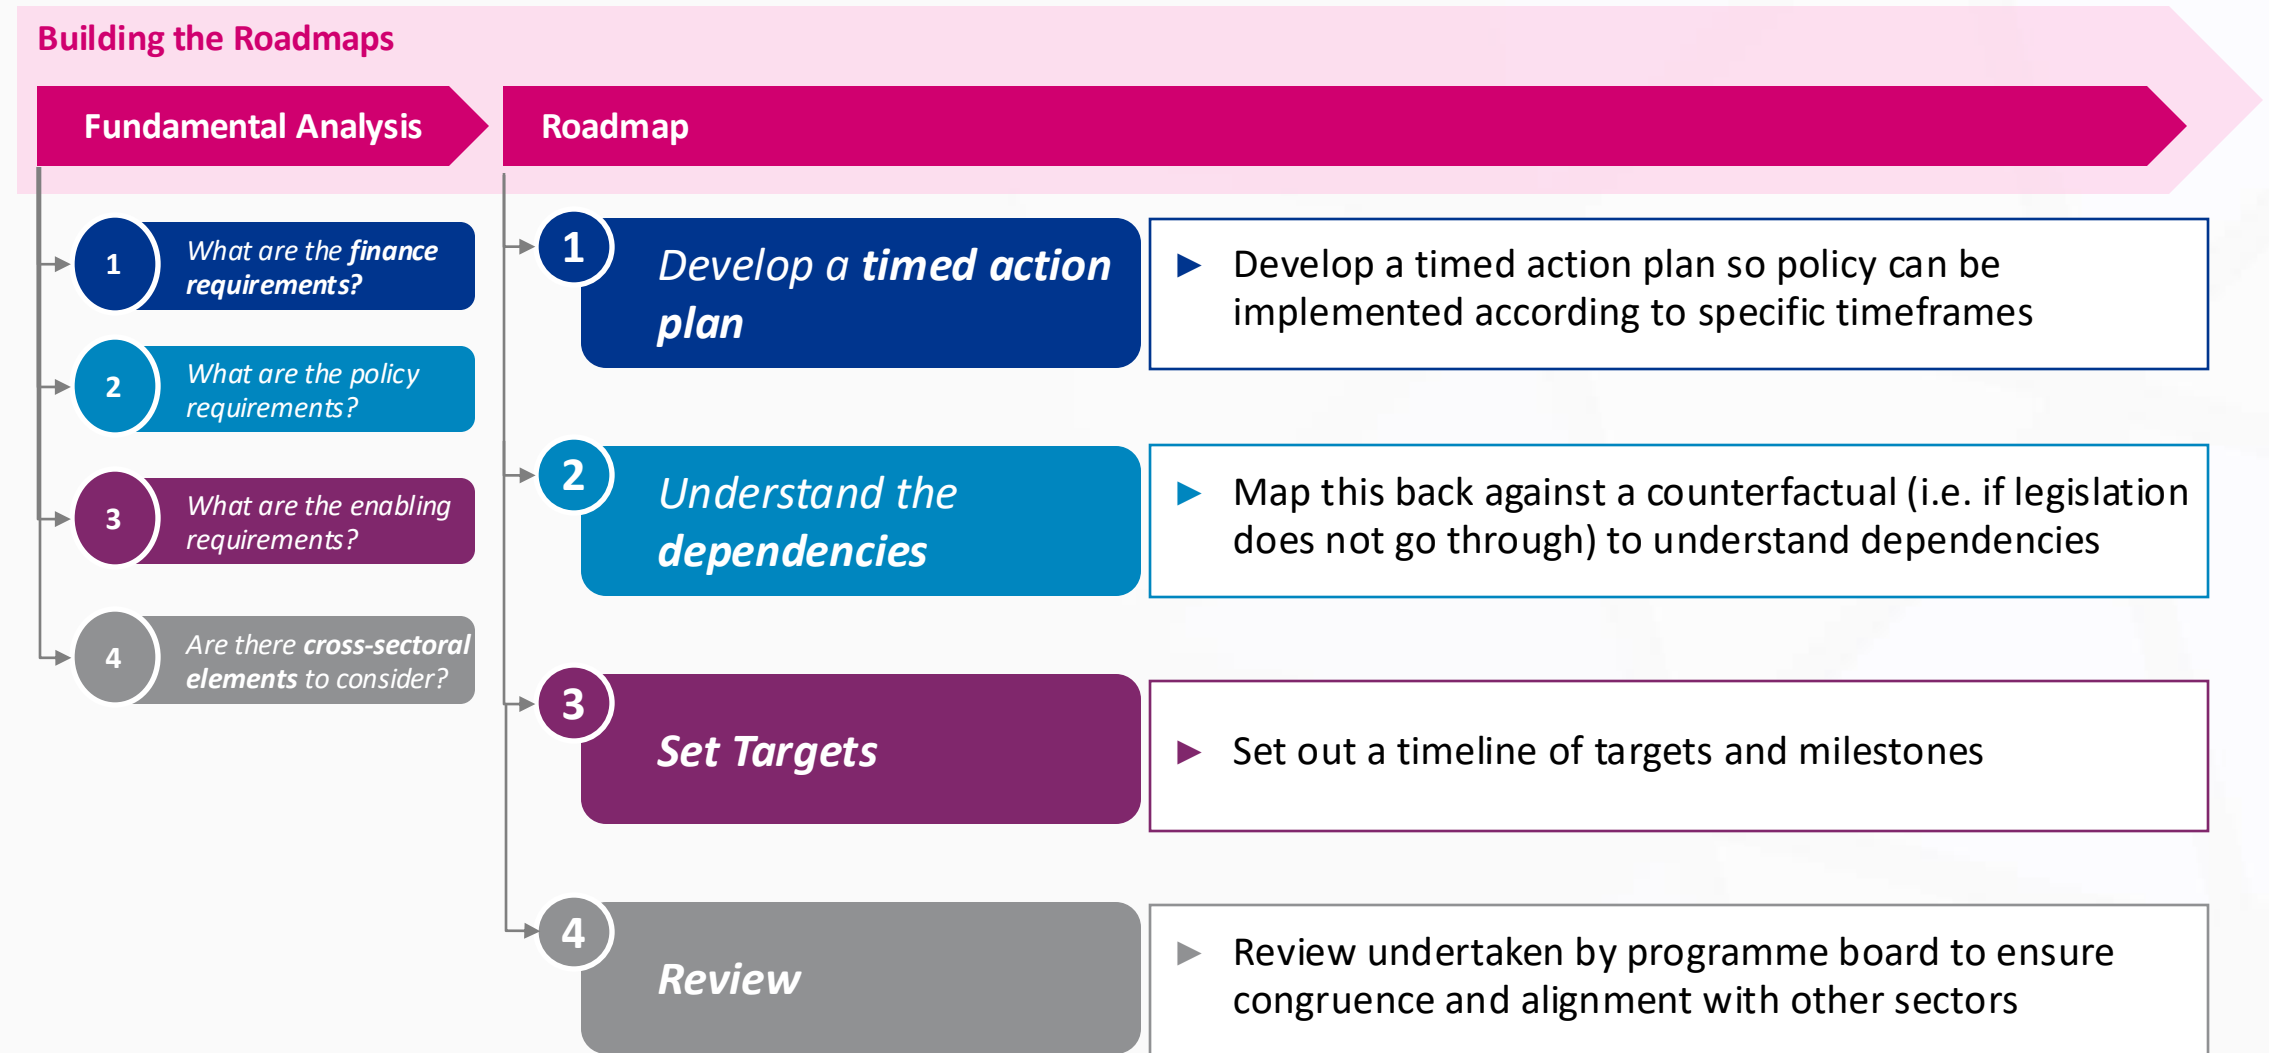 Building the Roadmaps
Fundamental Analysis
1
What are the finance
requirements?
2
What are the policy
requirements?
3
What are the enabling
requirements?
4
Are there cross-sectoral
elements to consider?
Roadmap
1
Develop a timed action
plan
► Develop a timed action plan so policy can be
implemented according to specific timeframes
2
Understand the
dependencies
► Map this back against a counterfactual (i.e. if legislation
does not go through) to understand dependencies
3
Set Targets
► Set out a timeline of targets and milestones
4
Review
► Review undertaken by programme board to ensure
congruence and alignment with other sectors